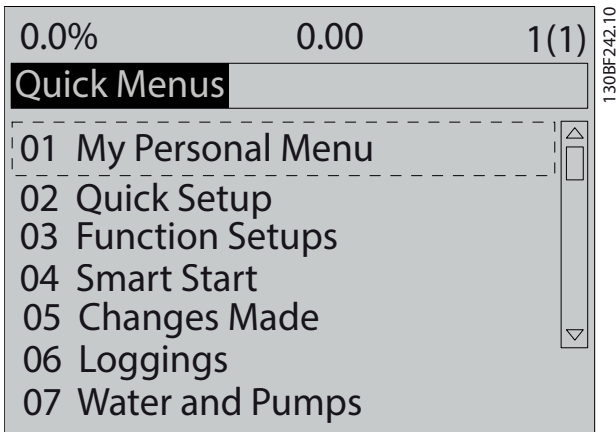 0.0% 0.00 1(1)
Quick Menus
01 My Personal Menu
02 Quick Setup
03 Function Setups
04 Smart Start
05 Changes Made
06 Loggings
07 Water and Pumps
130BF242.10